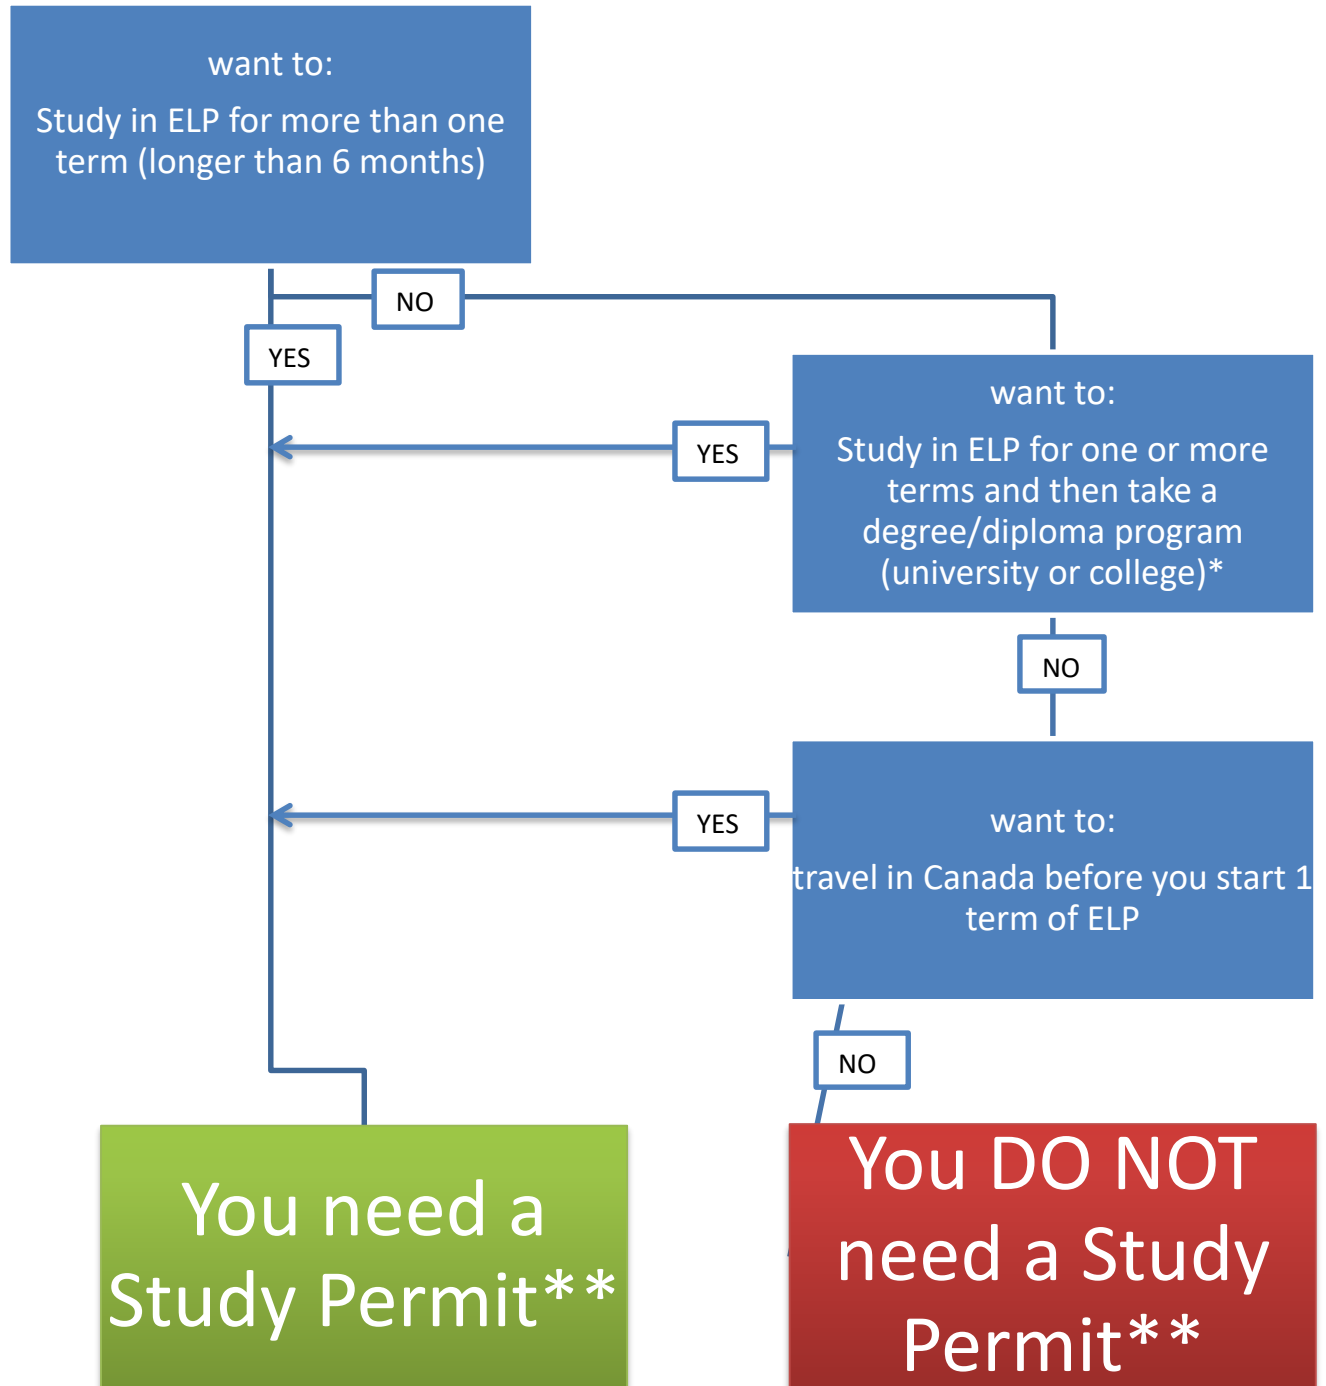 want to:
Study in ELP for more than one
term (longer than 6 months)
NO
YES
want to:
Study in ELP for one or more
terms and then take a
degree/diploma program
(university or college)*
YES
NO
want to:
travel in Canada before you start 1
term of ELP
YES
NO
You need a
Study Permit**
You DO NOT
need a Study
Permit**